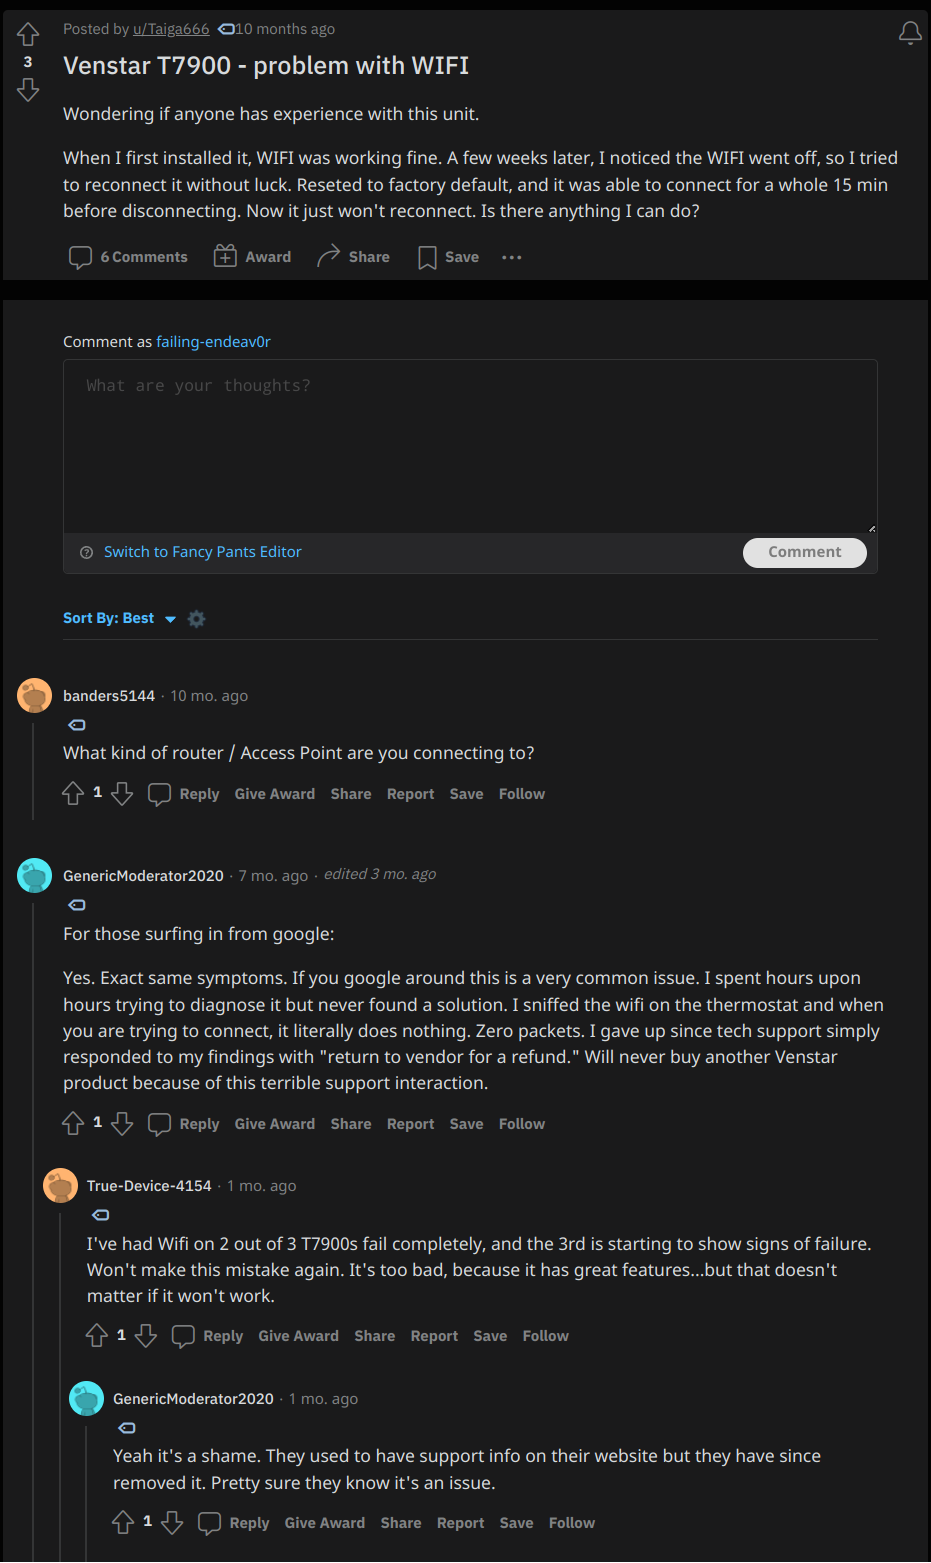 Posted by u/Taiga666 10 months ago
3
Venstar T7900 - problem with WIFI
Wondering if anyone has experience with this unit.
When I first installed it, WIFI was working fine. A few weeks later, I noticed the WIFI went off, so I tried
to reconnect it without luck. Reseted to factory default, and it was able to connect for a whole 15 min
before disconnecting. Now it just won't reconnect. Is there anything I can do?
6 Comments Award Share Save ...
Comment as failing-endeav0r
What are your thoughts?
Switch to Fancy Pants Editor Comment
Sort By: Best
banders5144 · 10 mo. ago
What kind of router / Access Point are you connecting to?
1 Reply Give Award Share Report Save Follow
GenericModerator2020 · 7 mo. ago · edited 3 mo. ago
For those surfing in from google:
Yes. Exact same symptoms. If you google around this is a very common issue. I spent hours upon
hours trying to diagnose it but never found a solution. I sniffed the wifi on the thermostat and when
you are trying to connect, it literally does nothing. Zero packets. I gave up since tech support simply
responded to my findings with "return to vendor for a refund." Will never buy another Venstar
product because of this terrible support interaction.
1 Reply Give Award Share Report Save Follow
True-Device-4154 · 1 mo. ago
I've had Wifi on 2 out of 3 T7900s fail completely, and the 3rd is starting to show signs of failure.
Won't make this mistake again. It's too bad, because it has great features...but that doesn't
matter if it won't work.
1 Reply Give Award Share Report Save Follow
GenericModerator2020 · 1 mo. ago
Yeah it's a shame. They used to have support info on their website but they have since
removed it. Pretty sure they know it's an issue.
1 Reply Give Award Share Report Save Follow